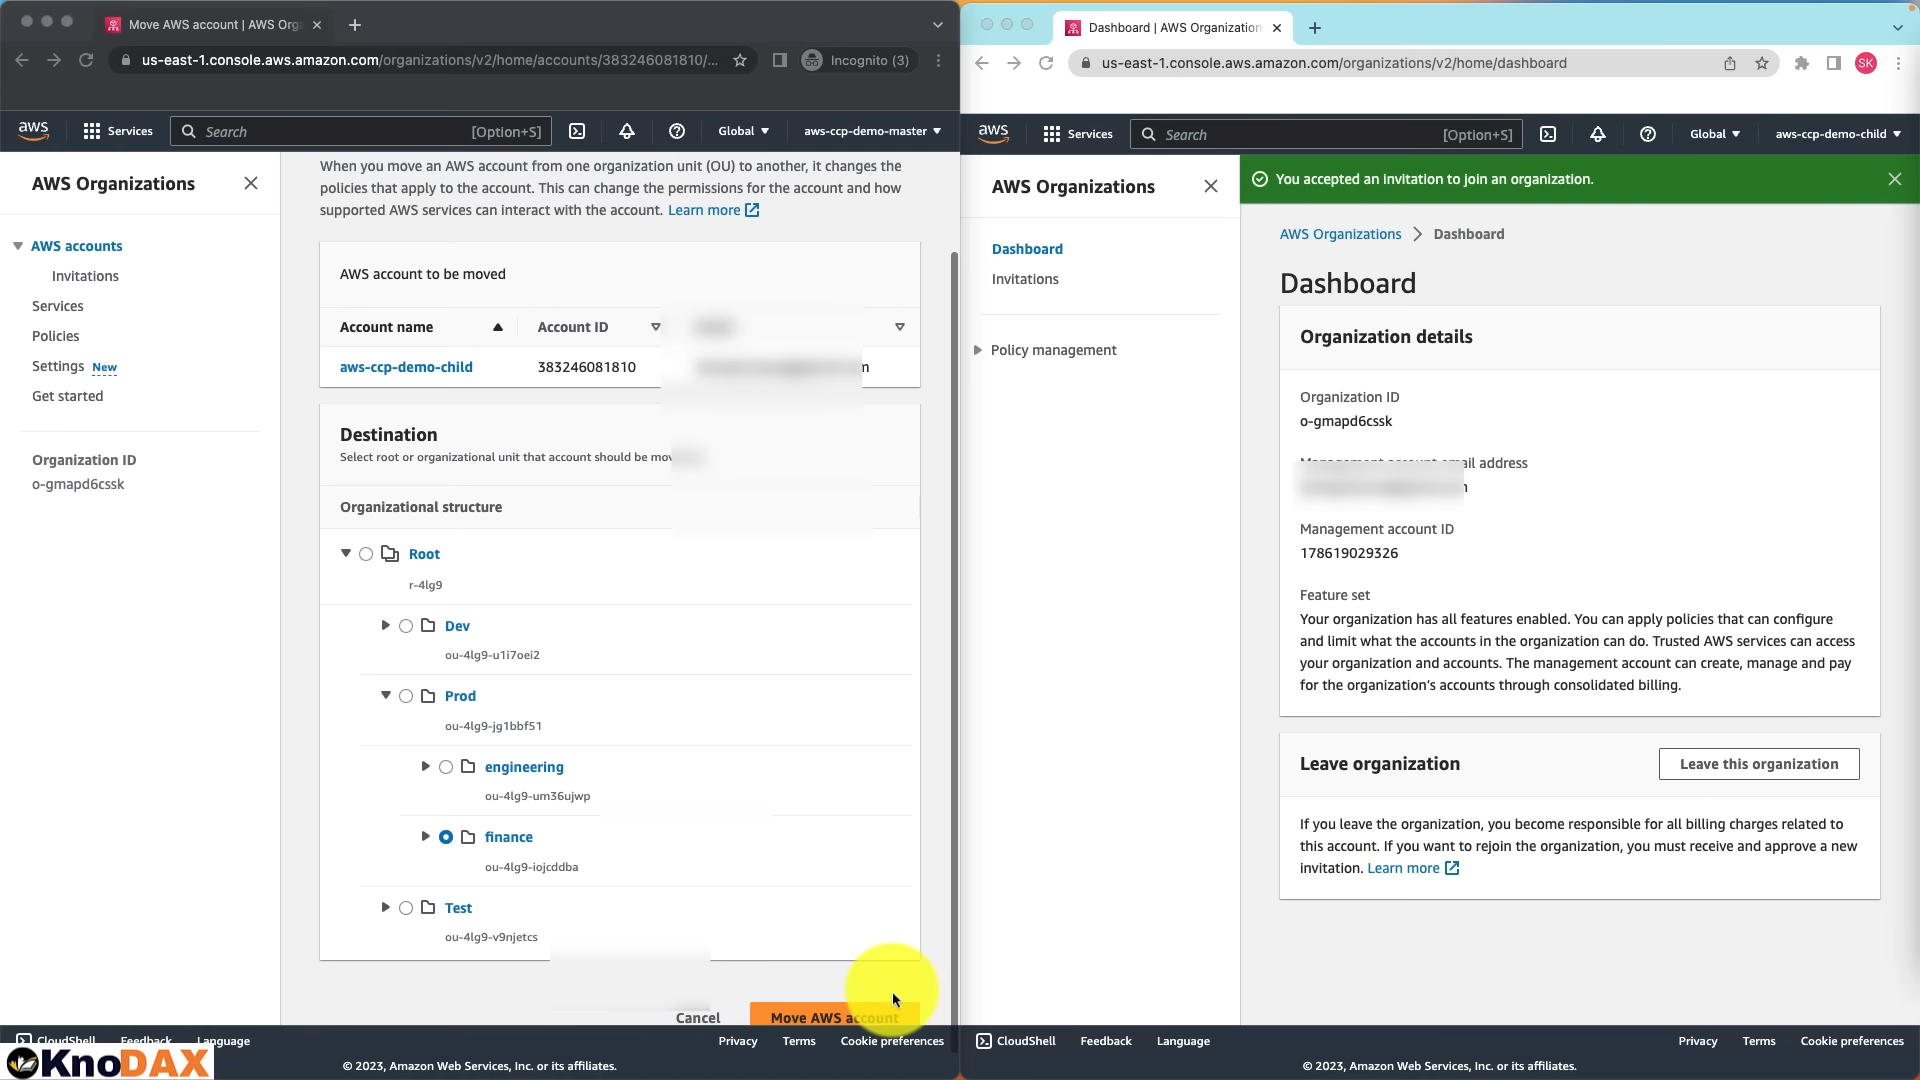 Move AWS account | AWS Orga
us-east-1.console.aws.amazon.com/organizations/v2/home/accounts/383246081810/...
Incognito (3)
aws
Services
Search
[Option+S]
Global
aws-ccp-demo-master
AWS Organizations
AWS accounts
Invitations
Services
Policies
Settings New
Get started
Organization ID
o-gmapd6cssk
When you move an AWS account from one organization unit (OU) to another, it changes the
policies that apply to the account. This can change the permissions for the account and how
supported AWS services can interact with the account. Learn more
AWS account to be moved
Account name
Account ID
aws-ccp-demo-child
383246081810
Destination
Select root or organizational unit that account should be
Organizational structure
Root
r-4lg9
Dev
ou-4lg9-u1i7oei2
Prod
ou-4lg9-jg1bbf51
engineering
ou-4lg9-um36ujwp
finance
ou-4lg9-iojcddba
Test
ou-4lg9-v9njetcs
Cancel
Move AWS account
CloudShell
Feedback
Language
Privacy
Terms
Cookie preferences
KnoDAX
© 2023, Amazon Web Services, Inc. or its affiliates.
Dashboard | AWS Organization
us-east-1.console.aws.amazon.com/organizations/v2/home/dashboard
SK
aws
Services
Search
[Option+S]
Global
aws-ccp-demo-child
AWS Organizations
Dashboard
Invitations
Policy management
You accepted an invitation to join an organization.
AWS Organizations > Dashboard
Dashboard
Organization details
Organization ID
o-gmapd6cssk
Management account email address
Management account ID
178619029326
Feature set
Your organization has all features enabled. You can apply policies that can configure
and limit what the accounts in the organization can do. Trusted AWS services can access
your organization and accounts. The management account can create, manage and pay
for the organization's accounts through consolidated billing.
Leave organization
Leave this organization
If you leave the organization, you become responsible for all billing charges related to
this account. If you want to rejoin the organization, you must receive and approve a new
invitation. Learn more
CloudShell
Feedback
Language
Privacy
Terms
Cookie preferences
© 2023, Amazon Web Services, Inc. or its affiliates.